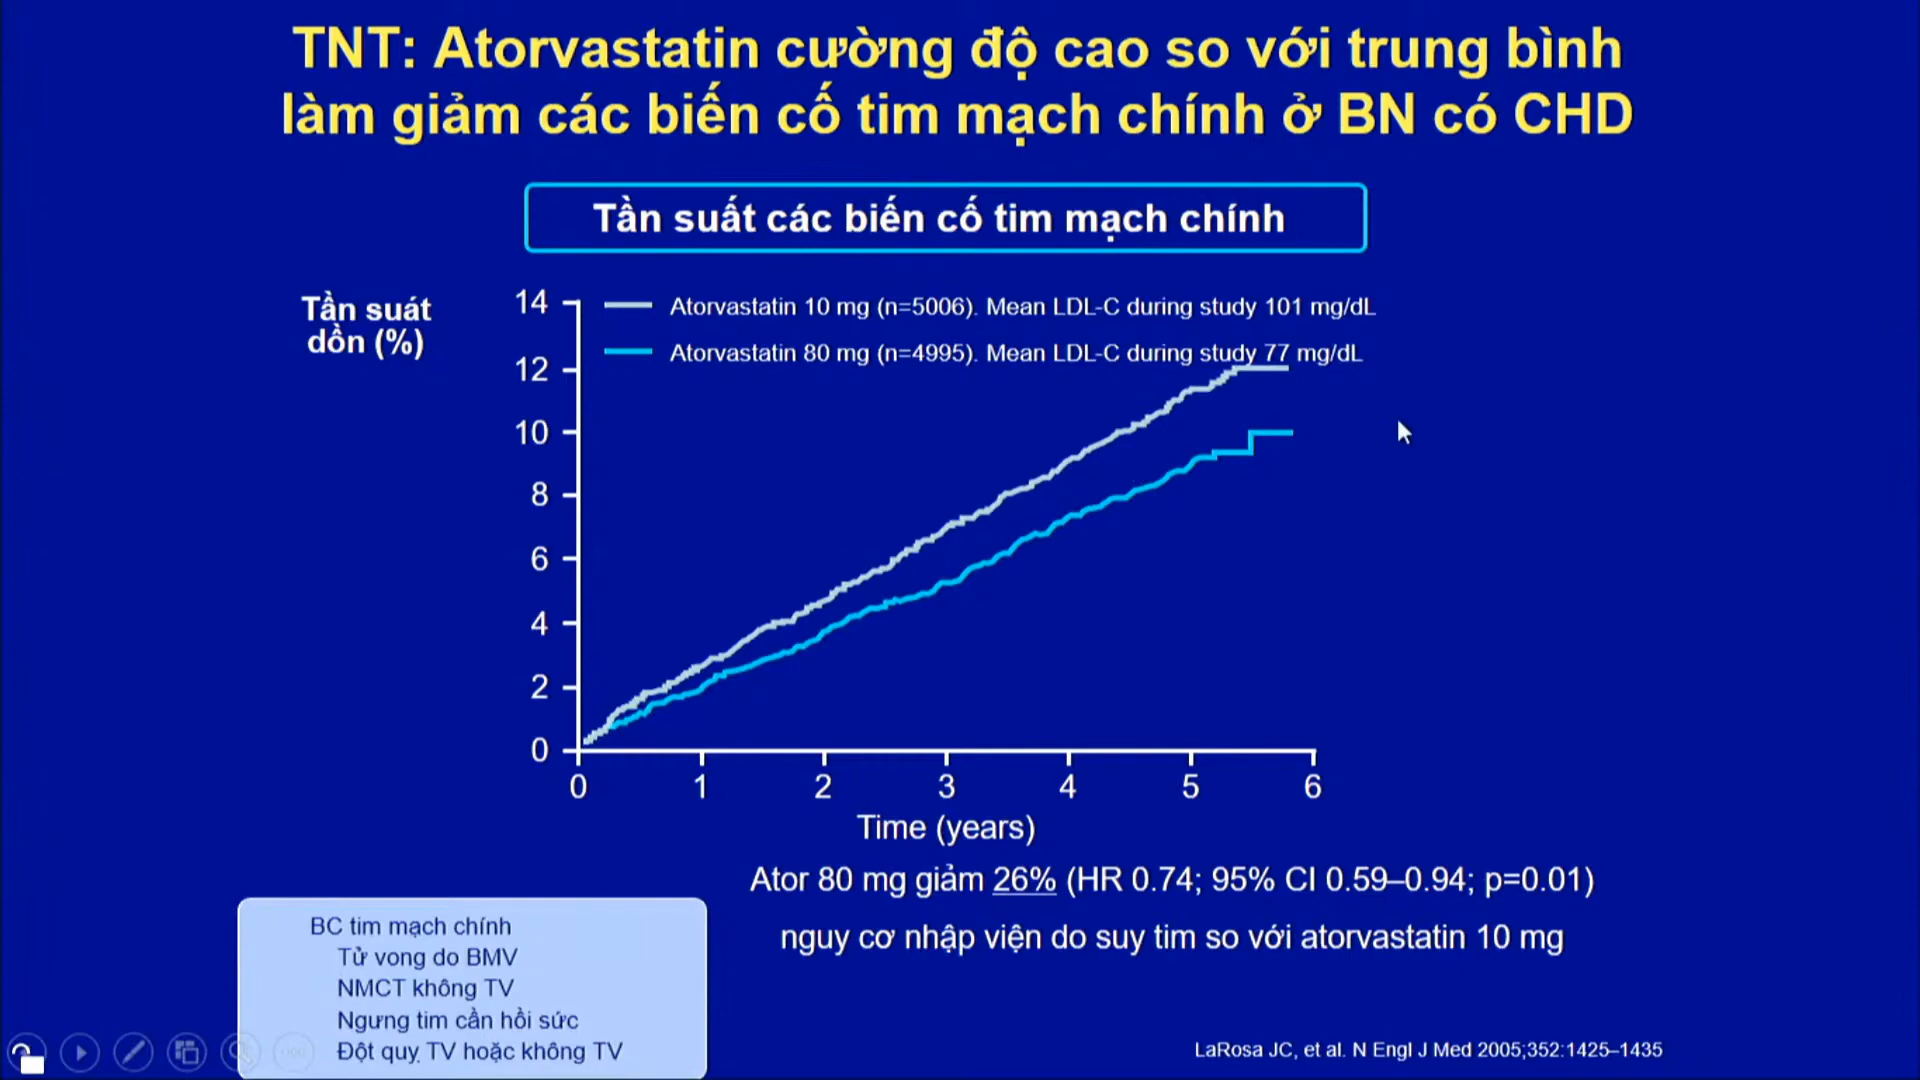 TNT: Atorvastatin cường độ cao so với trung bình
làm giảm các biến cố tim mạch chính ở BN có CHD
Tần suất các biến cố tim mạch chính
Tần suát
dồn (%)
14
12
10
8
6
4
2
0
Atorvastatin 10 mg (n=5006). Mean LDL-C during study 101 mg/dL
Atorvastatin 80 mg (n=4995). Mean LDL-C during study 77 mg/dL
0 1 2 3 4 5 6
Time (years)
Ator 80 mg giảm 26% (HR 0.74; 95% CI 0.59–0.94; p=0.01)
nguy cơ nhập viện do suy tim so với atorvastatin 10 mg
BC tim mạch chính
Tử vong do BMV
NMCT không TV
Ngưng tim cần hồi sức
Đột quỵ TV hoặc không TV
LaRosa JC, et al. N Engl J Med 2005;352:1425–1435